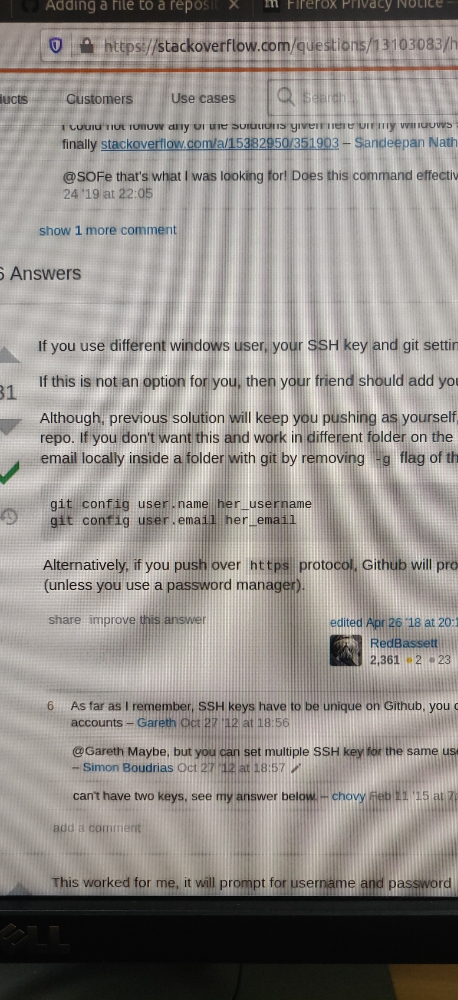 Adding a file to a reposit
Firefox Privacy Notice
https://stackoverflow.com/questions/13103083/h
ucts Customers Use cases Search...
I could not follow any of the solutions given here on my windows
finally stackoverflow.com/a/15382950/351903 – Sandeepan Nath
@SOFe that's what I was looking for! Does this command effectiv
24 '19 at 22:05
show 1 more comment
6 Answers
If you use different windows user, your SSH key and git settin
31
If this is not an option for you, then your friend should add you
Although, previous solution will keep you pushing as yourself,
repo. If you don't want this and work in different folder on the
email locally inside a folder with git by removing -g flag of th
git config user.name her_username
git config user.email her_email
Alternatively, if you push over https protocol, Github will pro
(unless you use a password manager).
share improve this answer
edited Apr 26 '18 at 20:1
RedBassett
2,361 2 23
6 As far as I remember, SSH keys have to be unique on Github, you c
accounts – Gareth Oct 27 '12 at 18:56
@Gareth Maybe, but you can set multiple SSH key for the same use
– Simon Boudrias Oct 27 '12 at 18:57
can't have two keys, see my answer below. – chovy Feb 11 '15 at 7:
add a comment
This worked for me, it will prompt for username and password
DELL